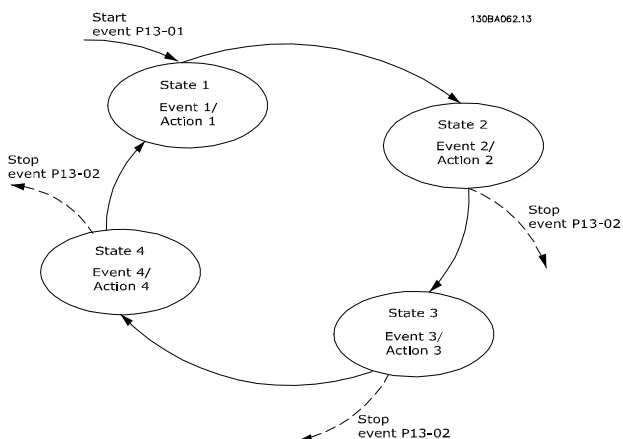 Start
event P13-01
130BA062.13
State 1
Event 1/
Action 1
State 2
Event 2/
Action 2
Stop
event P13-02
Stop
event P13-02
State 4
Event 4/
Action 4
State 3
Event 3/
Action 3
Stop
event P13-02